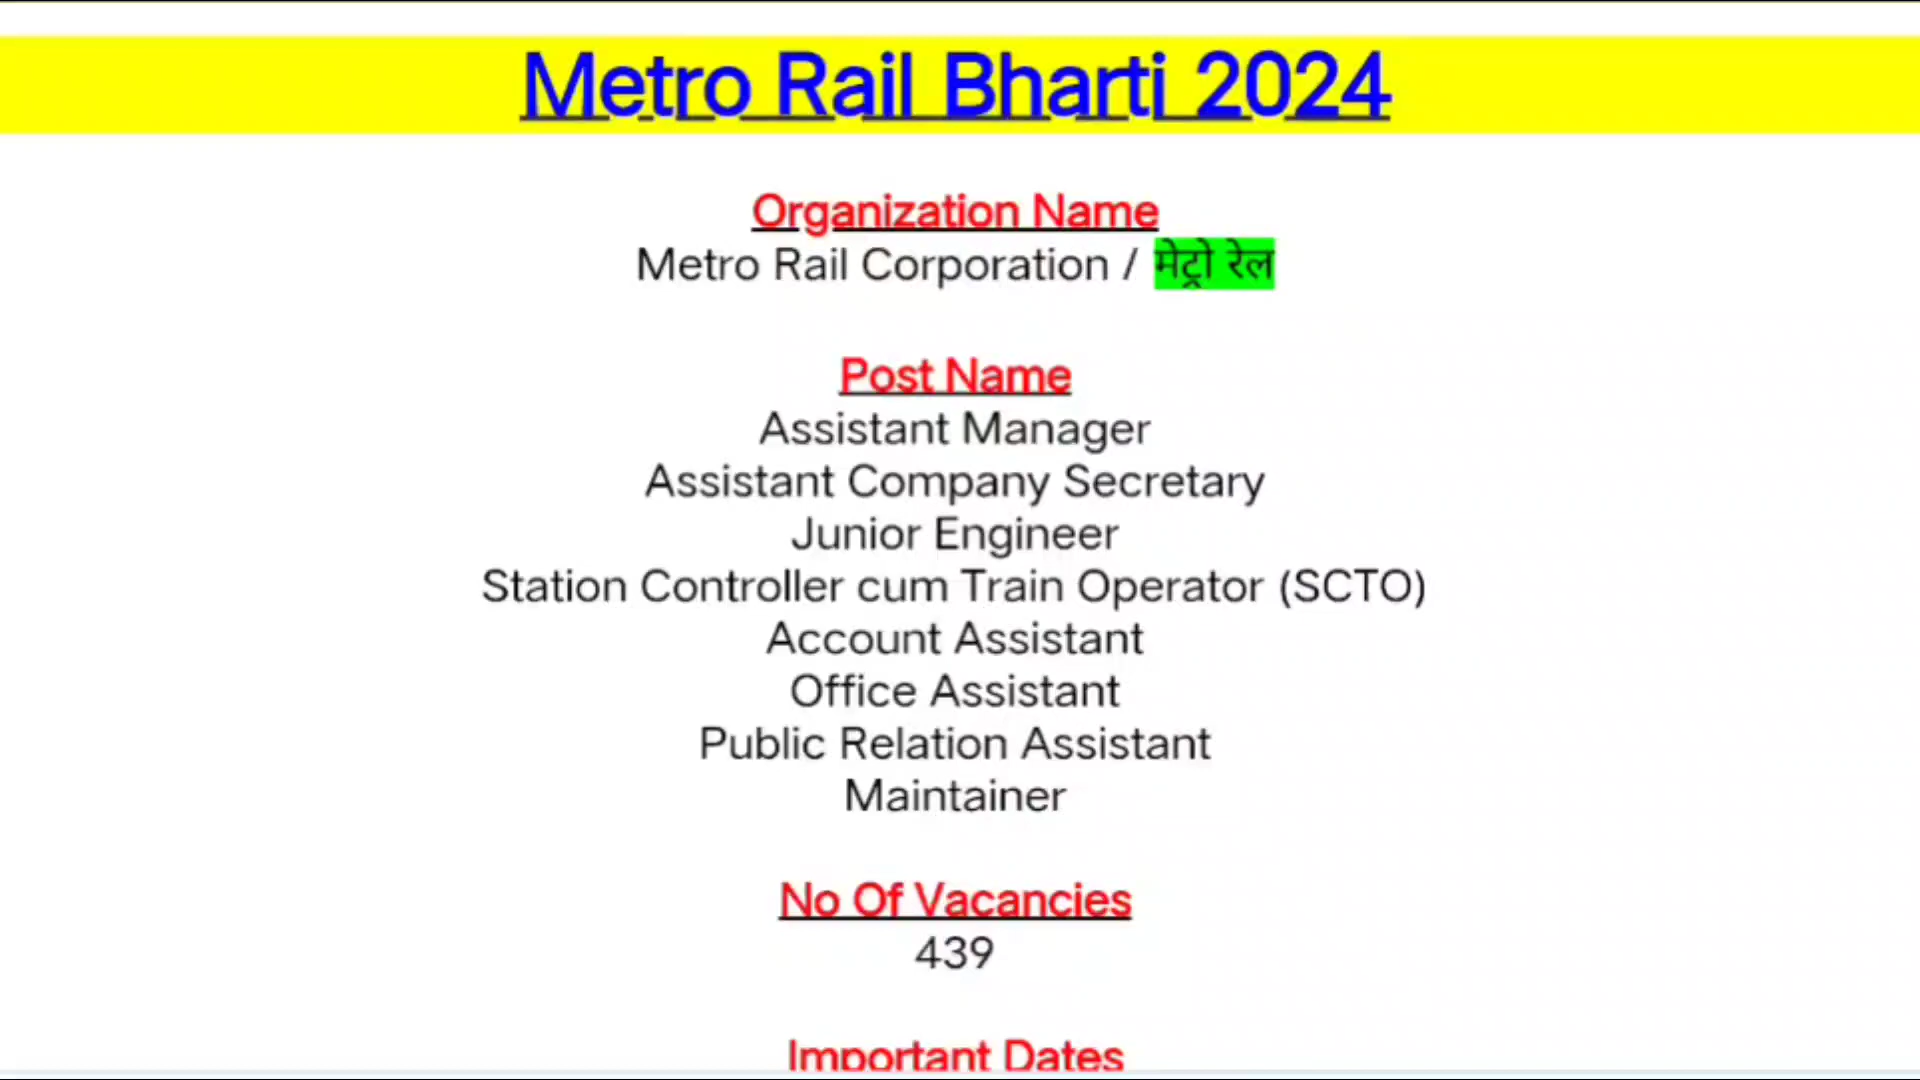 Metro Rail Bharti 2024
Organization Name
Metro Rail Corporation / मेट्रो रेल
Post Name
Assistant Manager
Assistant Company Secretary
Junior Engineer
Station Controller cum Train Operator (SCTO)
Account Assistant
Office Assistant
Public Relation Assistant
Maintainer
No Of Vacancies
439
Important Dates